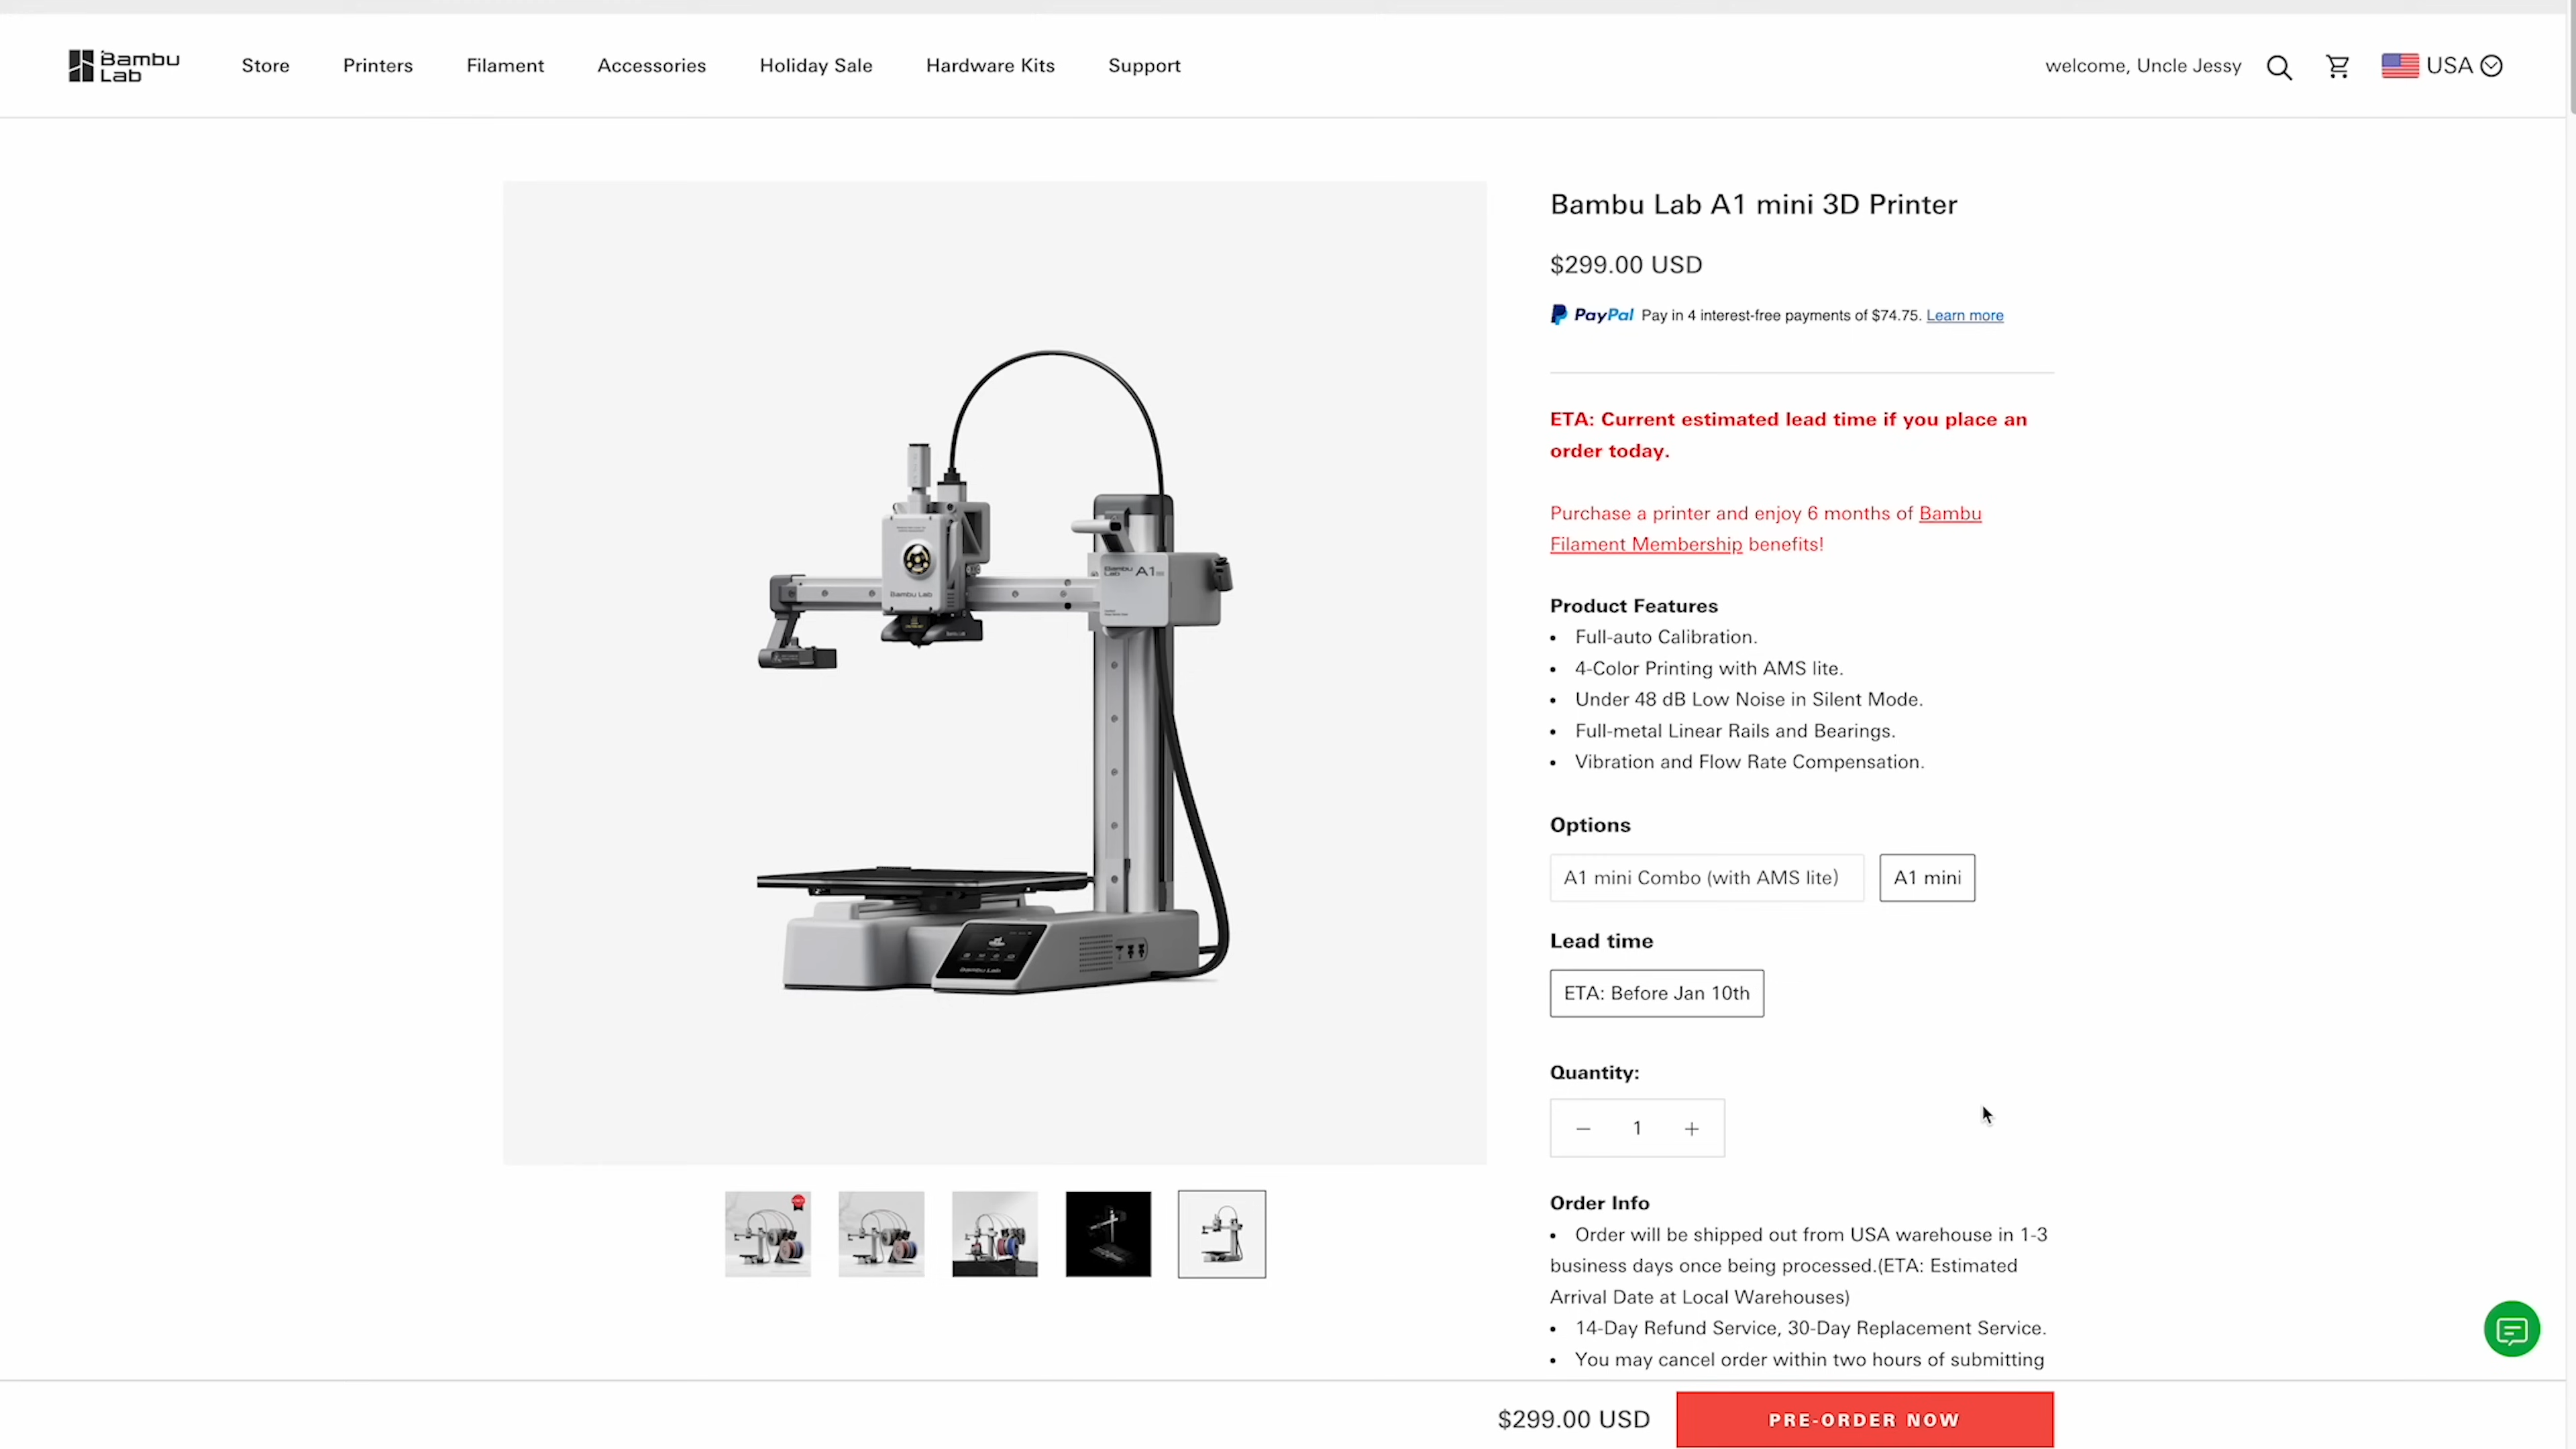 Bambu
Lab
Store
Printers
Filament
Accessories
Holiday Sale
Hardware Kits
Support
welcome, Uncle Jessy
USA
Bambu Lab A1 mini 3D Printer
$299.00 USD
PayPal Pay in 4 interest-free payments of $74.75. Learn more
ETA: Current estimated lead time if you place an
order today.
Purchase a printer and enjoy 6 months of Bambu
Filament Membership benefits!
Product Features
• Full-auto Calibration.
• 4-Color Printing with AMS lite.
• Under 48 dB Low Noise in Silent Mode.
• Full-metal Linear Rails and Bearings.
• Vibration and Flow Rate Compensation.
Options
A1 mini Combo (with AMS lite)
A1 mini
Lead time
ETA: Before Jan 10th
Quantity:
− 1 +
Order Info
• Order will be shipped out from USA warehouse in 1-3
business days once being processed.(ETA: Estimated
Arrival Date at Local Warehouses)
• 14-Day Refund Service, 30-Day Replacement Service.
• You may cancel order within two hours of submitting
$299.00 USD
PRE-ORDER NOW
Bambu Lab
Bambu
Lab
A1
Bambu Lab